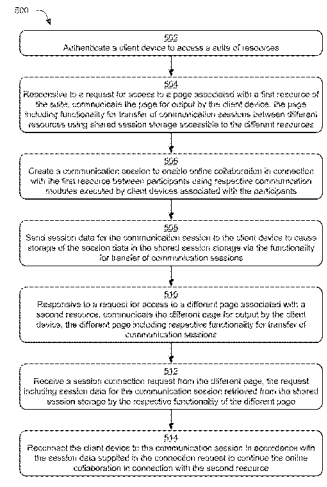 500
502
Authenticate a client device to access a suite of resources
504
Responsive to a request for access to a page associated with a first resource of
the suite, communicate the page for output by the client device, the page
including functionality for transfer of communication sessions between different
resources using shared session storage accessible to the different resources
506
Create a communication session to enable online collaboration in connection
with the first resource between participants using respective communication
modules executed by client devices associated with the participants
508
Send session data for the communication session to the client device to cause
storage of the session data in the shared session storage via the functionality
for transfer of communication sessions
510
Responsive to a request for access to a different page associated with a
second resource, communicate the different page for output by the client
device, the different page including respective functionality for transfer of
communication sessions
512
Receive a session connection request from the different page, the request
including session data for the communication session retrieved from the shared
session storage by the respective functionality of the different page
514
Reconnect the client device to the communication session in accordance with
the session data supplied in the connection request to continue the online
collaboration in connection with the second resource